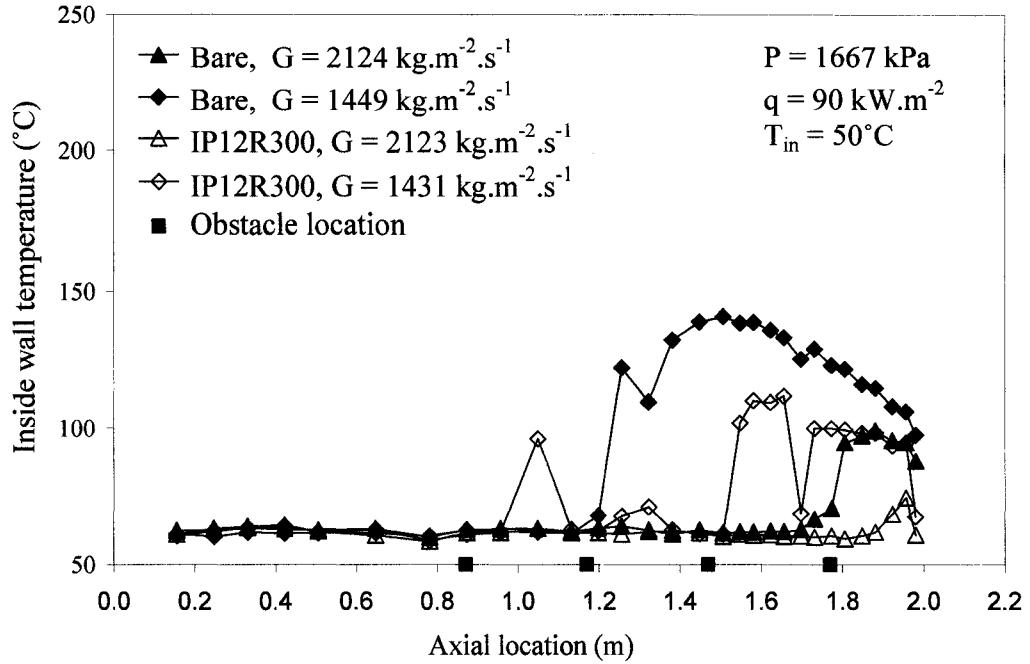 250
200
150
100
50
Inside wall temperature (˚C)
Bare, G = 2124 kg.m⁻².s⁻¹
Bare, G = 1449 kg.m⁻².s⁻¹
IP12R300, G = 2123 kg.m⁻².s⁻¹
IP12R300, G = 1431 kg.m⁻².s⁻¹
Obstacle location
P = 1667 kPa
q = 90 kW.m⁻²
T_in = 50˚C
0.0 0.2 0.4 0.6 0.8 1.0 1.2 1.4 1.6 1.8 2.0 2.2
Axial location (m)